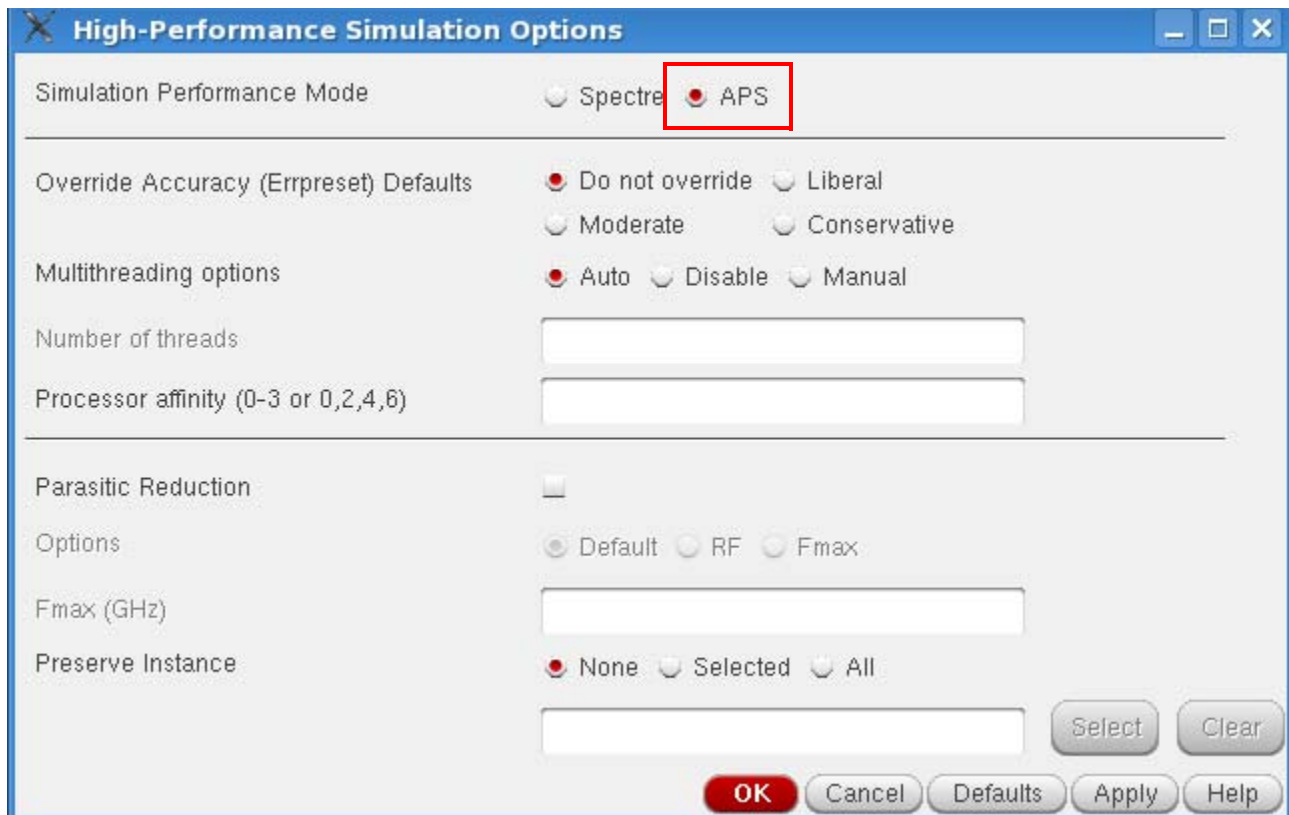 High-Performance Simulation Options
Simulation Performance Mode Spectre APS
Override Accuracy (Errpreset) Defaults Do not override Liberal
Moderate Conservative
Multithreading options Auto Disable Manual
Number of threads
Processor affinity (0-3 or 0,2,4,6)
Parasitic Reduction
Options Default RF Fmax
Fmax (GHz)
Preserve Instance None Selected All
Select Clear
OK Cancel Defaults Apply Help